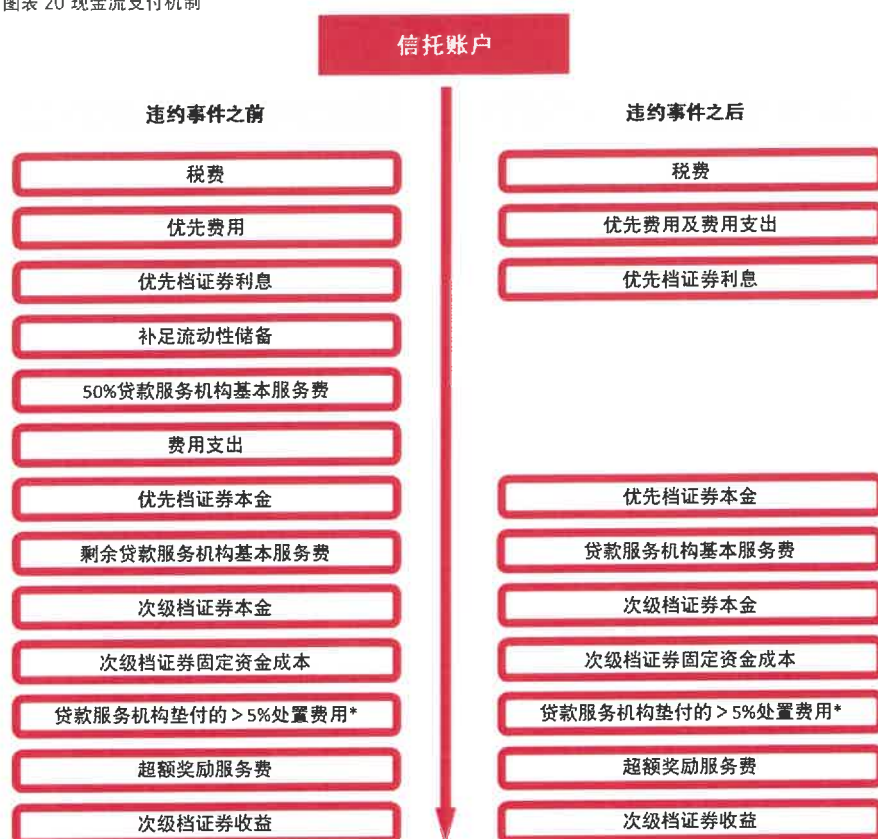 图表 20 现金流支付机制
信托账户
违约事件之前
税费
优先费用
优先档证券利息
补足流动性储备
50%贷款服务机构基本服务费
费用支出
优先档证券本金
剩余贷款服务机构基本服务费
次级档证券本金
次级档证券固定资金成本
贷款服务机构垫付的>5%处置费用*
超额奖励服务费
次级档证券收益
违约事件之后
税费
优先费用及费用支出
优先档证券利息
优先档证券本金
贷款服务机构基本服务费
次级档证券本金
次级档证券固定资金成本
贷款服务机构垫付的>5%处置费用*
超额奖励服务费
次级档证券收益